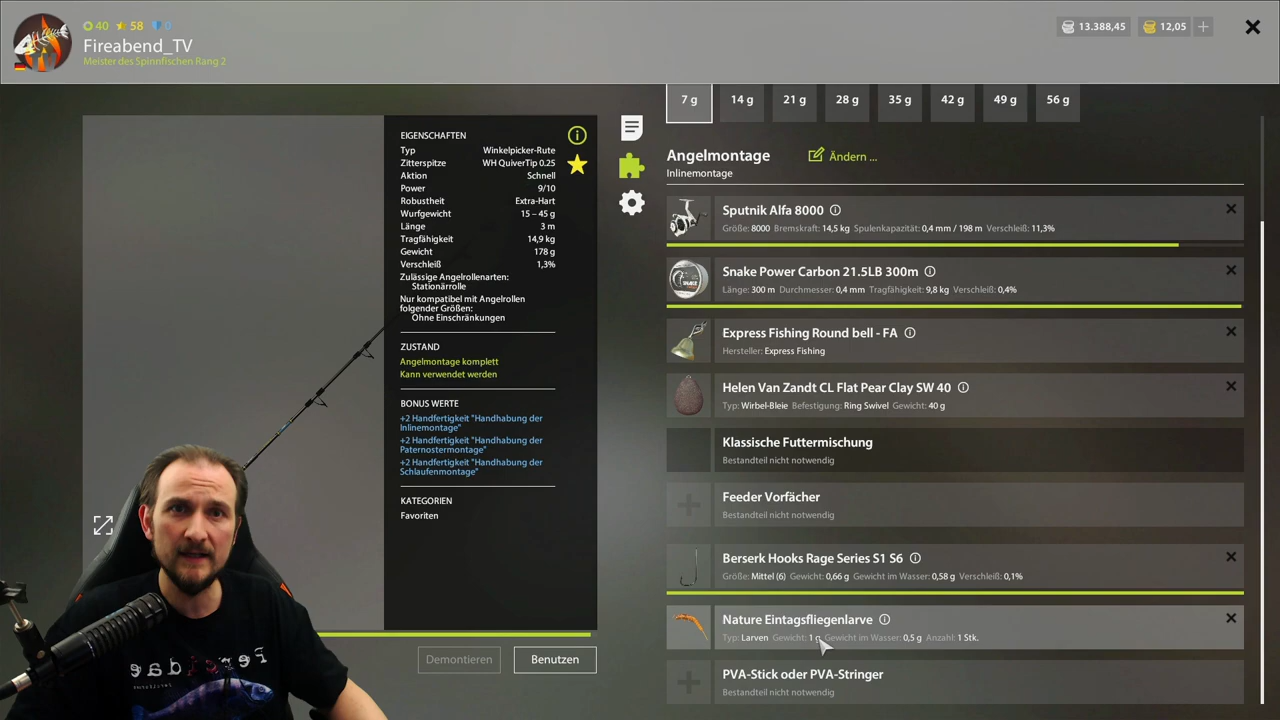 40 58 0
Fireabend_TV
Meister des Spinnfischen Rang 2
13.388,45 12,05
EIGENSCHAFTEN
Typ Winkelpicker-Rute
Zitterspitze WH QuiverTip 0.25
Aktion Schnell
Power 9/10
Robustheit Extra-Hart
Wurfgewicht 15 – 45 g
Länge 3 m
Tragfähigkeit 14,9 kg
Gewicht 178 g
Verschleiß 1,3%
Zulässige Angelrollenarten:
Stationärrolle
Nur kompatibel mit Angelrollen
folgender Größen:
Ohne Einschränkungen
ZUSTAND
Angelmontage komplett
Kann verwendet werden
BONUS WERTE
+2 Handfertigkeit "Handhabung der
Inlinemontage"
+2 Handfertigkeit "Handhabung der
Paternostermontage"
+2 Handfertigkeit "Handhabung der
Schlaufenmontage"
KATEGORIEN
Favoriten
Demontieren Benutzen
7 g 14 g 21 g 28 g 35 g 42 g 49 g 56 g
Angelmontage Ändern ...
Inlinemontage
Sputnik Alfa 8000
Größe: 8000 Bremskraft: 14,5 kg Spulenkapazität: 0,4 mm / 198 m Verschleiß: 11,3%
Snake Power Carbon 21.5LB 300m
Länge: 300 m Durchmesser: 0,4 mm Tragfähigkeit: 9,8 kg Verschleiß: 0,4%
Express Fishing Round bell - FA
Hersteller: Express Fishing
Helen Van Zandt CL Flat Pear Clay SW 40
Typ: Wirbel-Bleie Befestigung: Ring Swivel Gewicht: 40 g
Klassische Futtermischung
Bestandteil nicht notwendig
Feeder Vorfächer
Bestandteil nicht notwendig
Berserk Hooks Rage Series S1 S6
Größe: Mittel (6) Gewicht: 0,66 g Gewicht im Wasser: 0,58 g Verschleiß: 0,1%
Nature Eintagsfliegenlarve
Typ: Larven Gewicht: 1 g Gewicht im Wasser: 0,5 g Anzahl: 1 Stk.
PVA-Stick oder PVA-Stringer
Bestandteil nicht notwendig